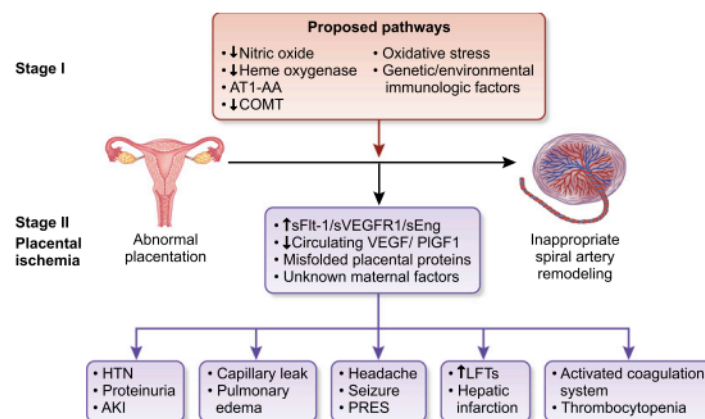 Proposed pathways
Stage I
• ↓Nitric oxide
• ↓Heme oxygenase
• AT1-AA
• ↓COMT
• Oxidative stress
• Genetic/environmental
immunologic factors
Stage II
Placental
ischemia
Abnormal
placentation
• ↑sFlt-1/sVEGFR1/sEng
• ↓Circulating VEGF/ PlGF1
• Misfolded placental proteins
• Unknown maternal factors
Inappropriate
spiral artery
remodeling
• HTN
• Proteinuria
• AKI
• Capillary leak
• Pulmonary
edema
• Headache
• Seizure
• PRES
• ↑LFTs
• Hepatic
infarction
• Activated coagulation
system
• Thrombocytopenia